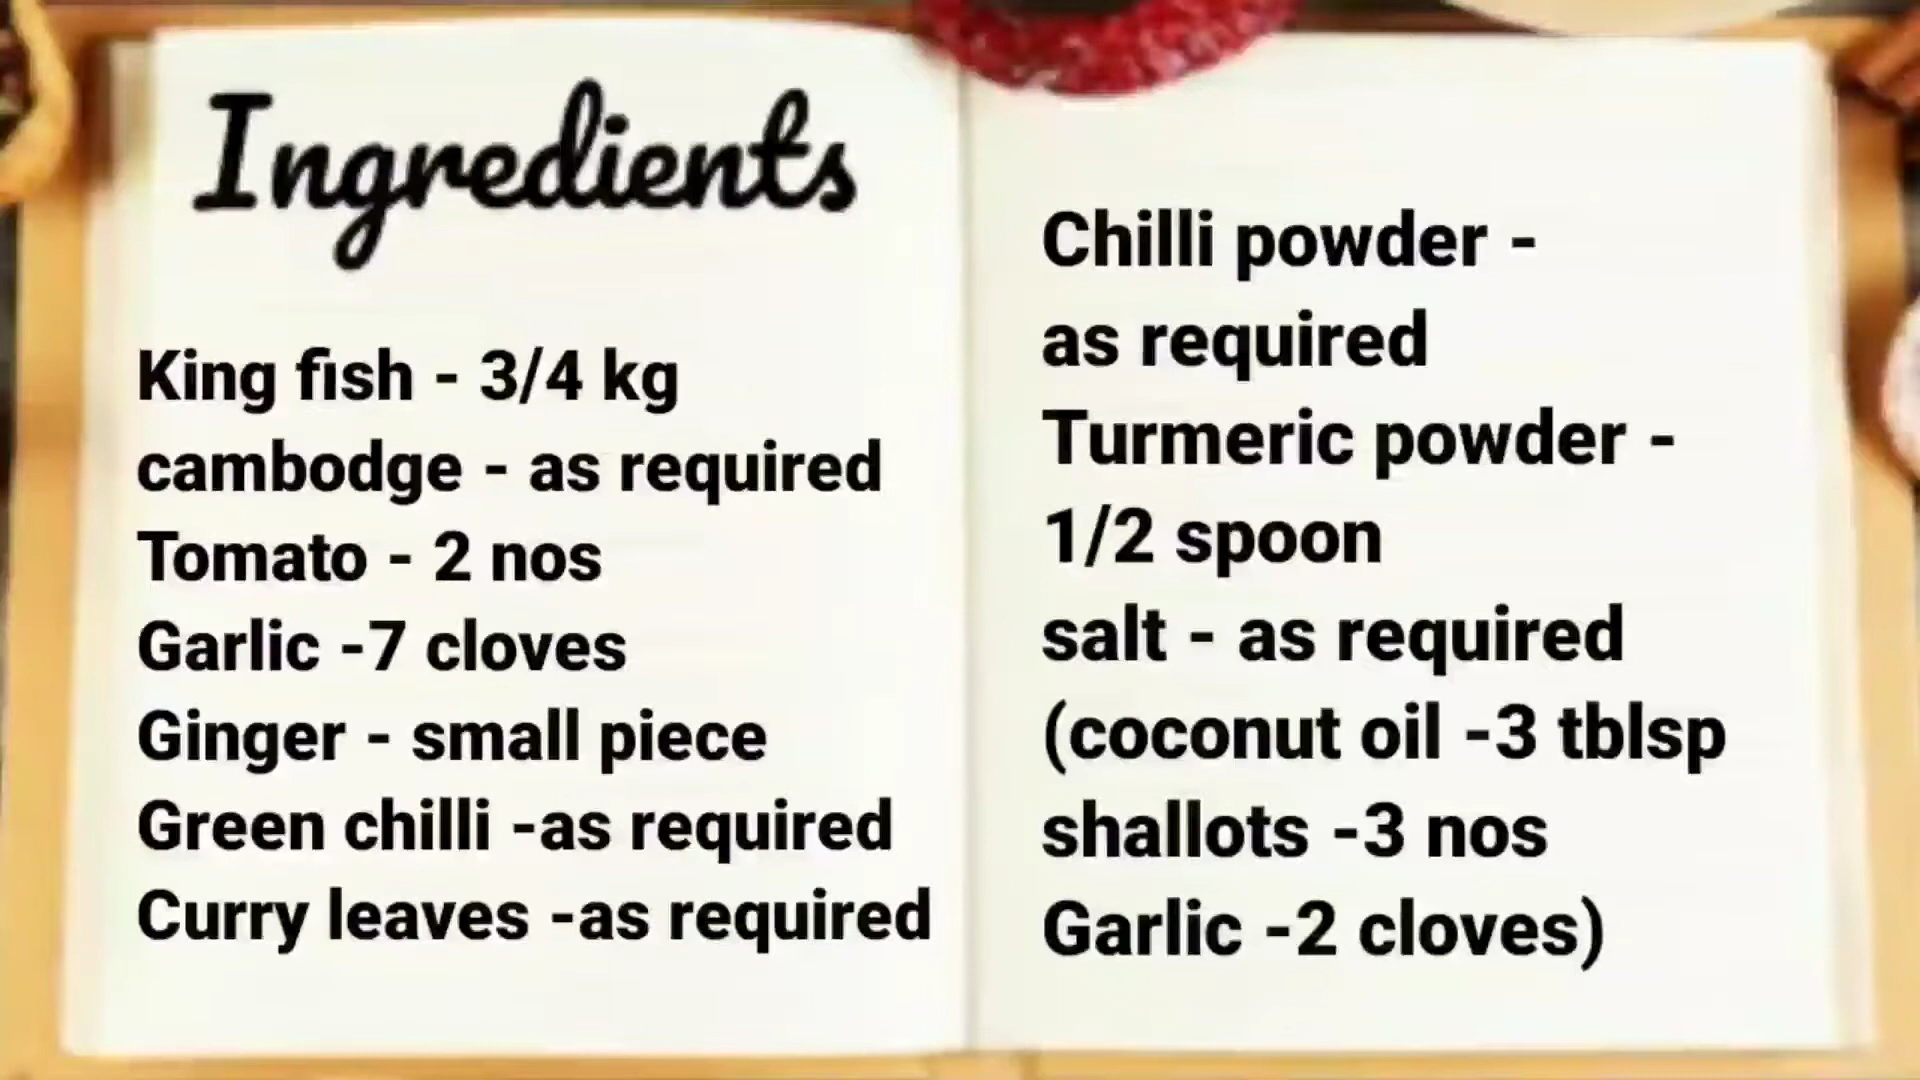 Ingredients
King fish - 3/4 kg
cambodge - as required
Tomato - 2 nos
Garlic -7 cloves
Ginger - small piece
Green chilli -as required
Curry leaves -as required
Chilli powder -
as required
Turmeric powder -
1/2 spoon
salt - as required
(coconut oil -3 tblsp
shallots -3 nos
Garlic -2 cloves)